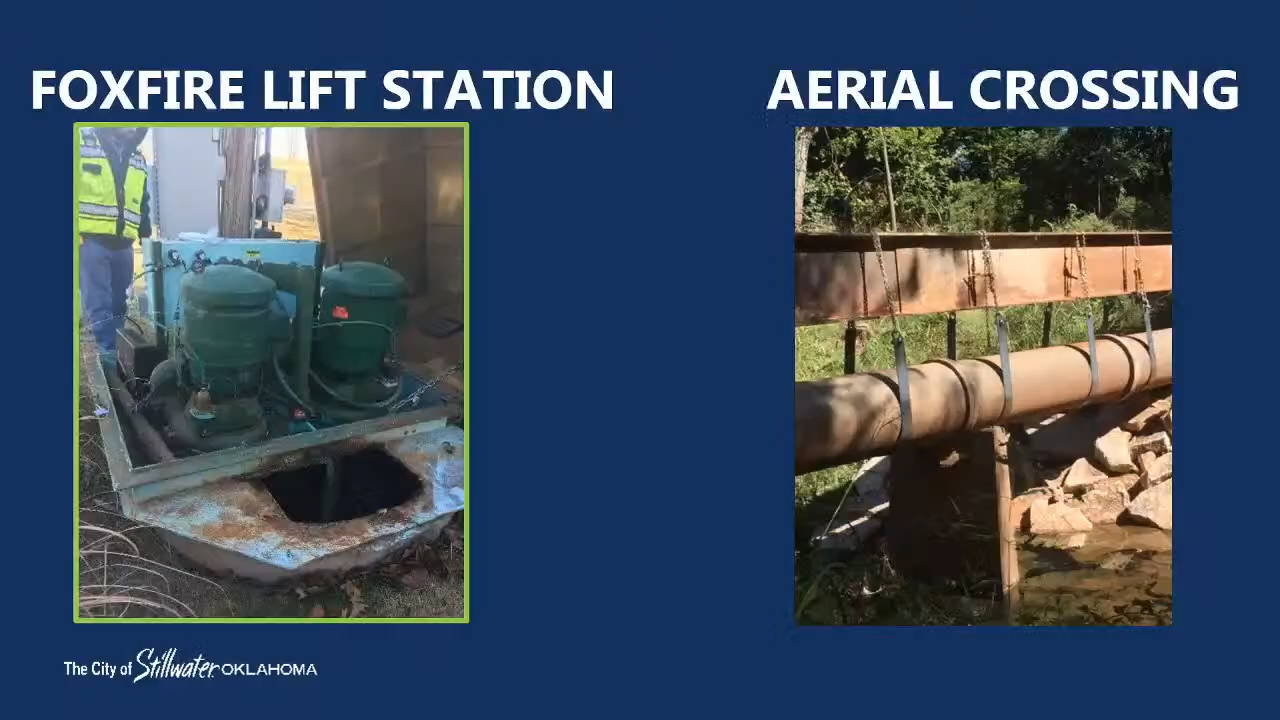 FOXFIRE LIFT STATION
AERIAL CROSSING
The City of Stillwater OKLAHOMA